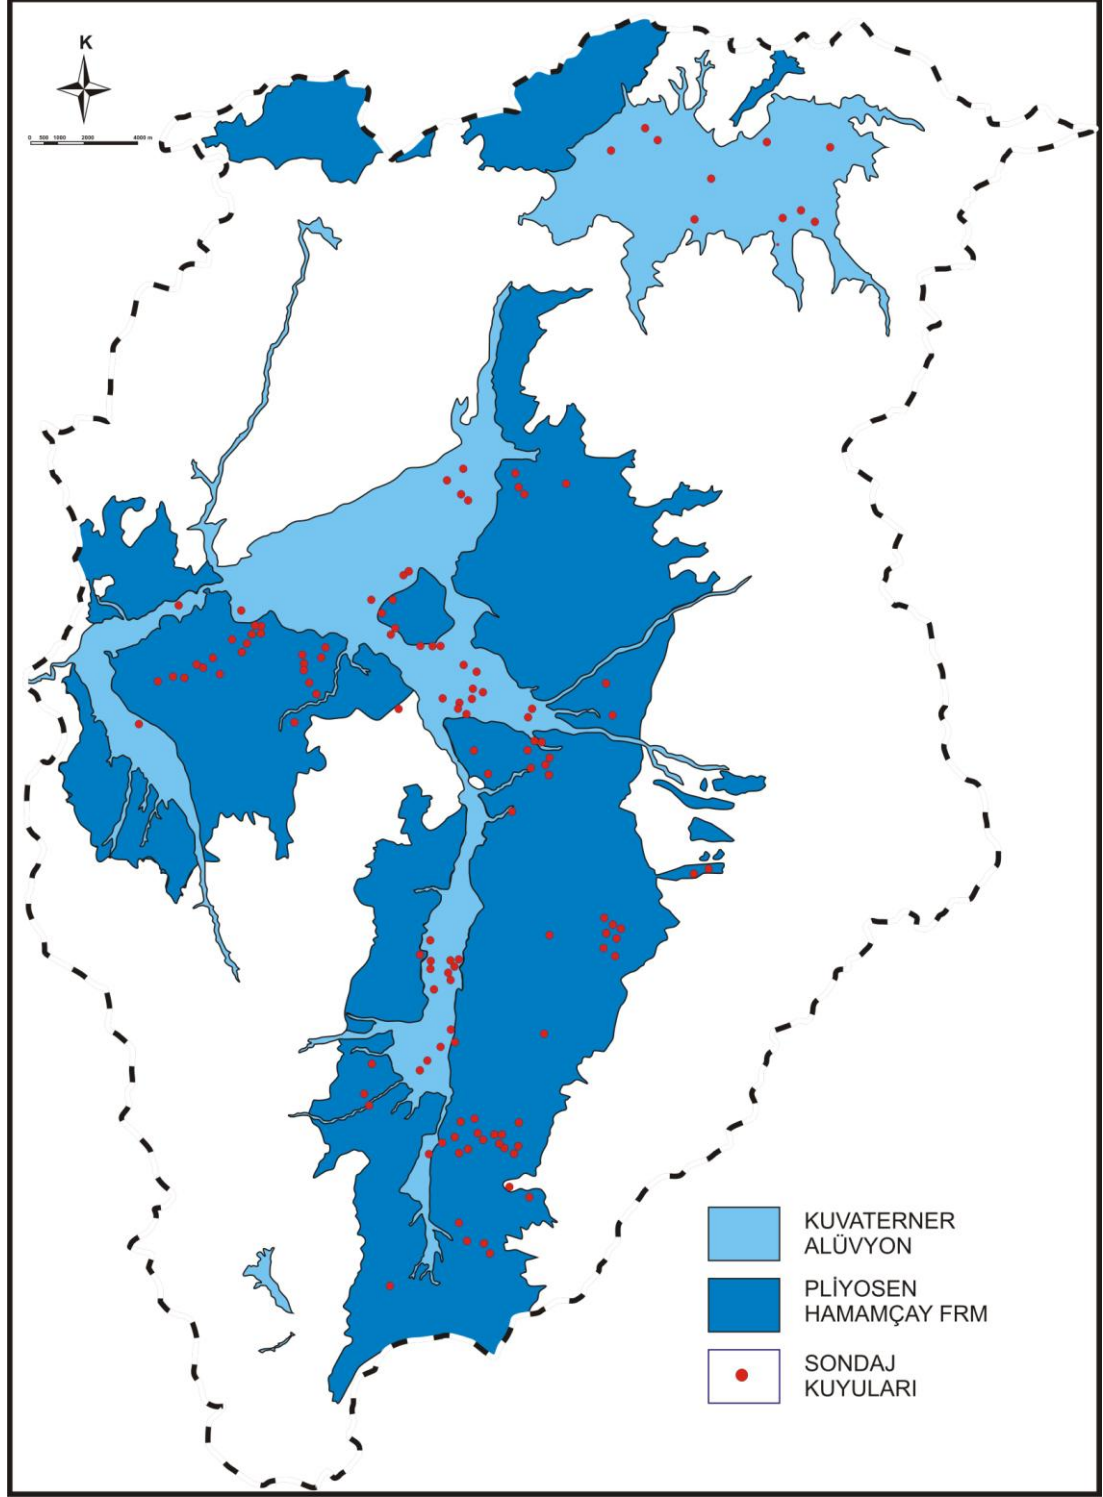 K
0 500 1000 2000 4000 m
KUVATERNER
ALÜVYON
PLİYOSEN
HAMAMÇAY FRM
SONDAJ
KUYULARI